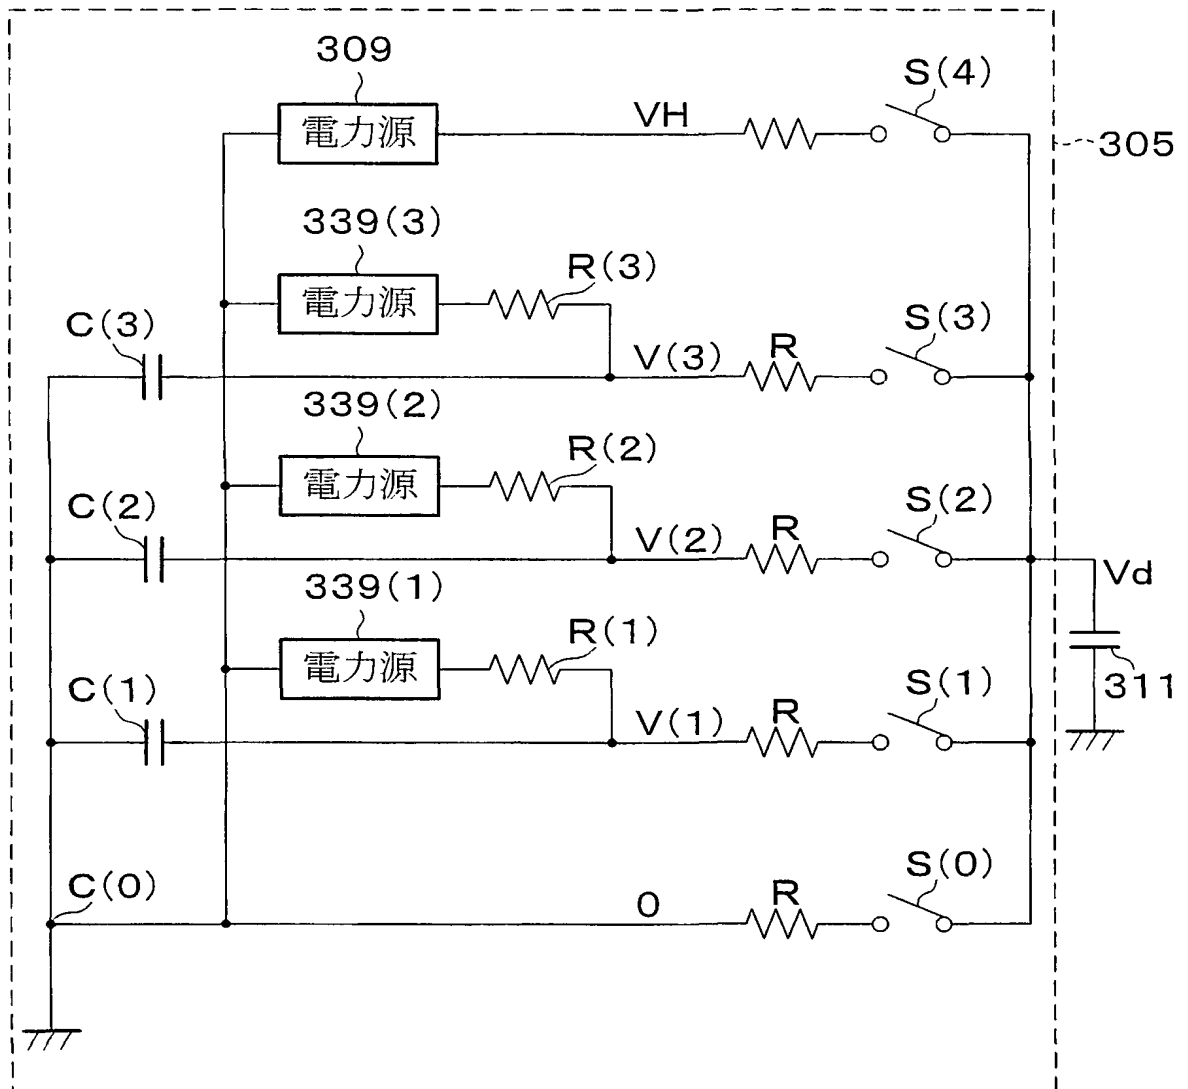 309
電力源
VH
S(4)
305
339(3)
電力源
R(3)
C(3)
V(3)
R
S(3)
339(2)
電力源
R(2)
C(2)
V(2)
R
S(2)
Vd
311
339(1)
電力源
R(1)
C(1)
V(1)
R
S(1)
C(0)
0
R
S(0)